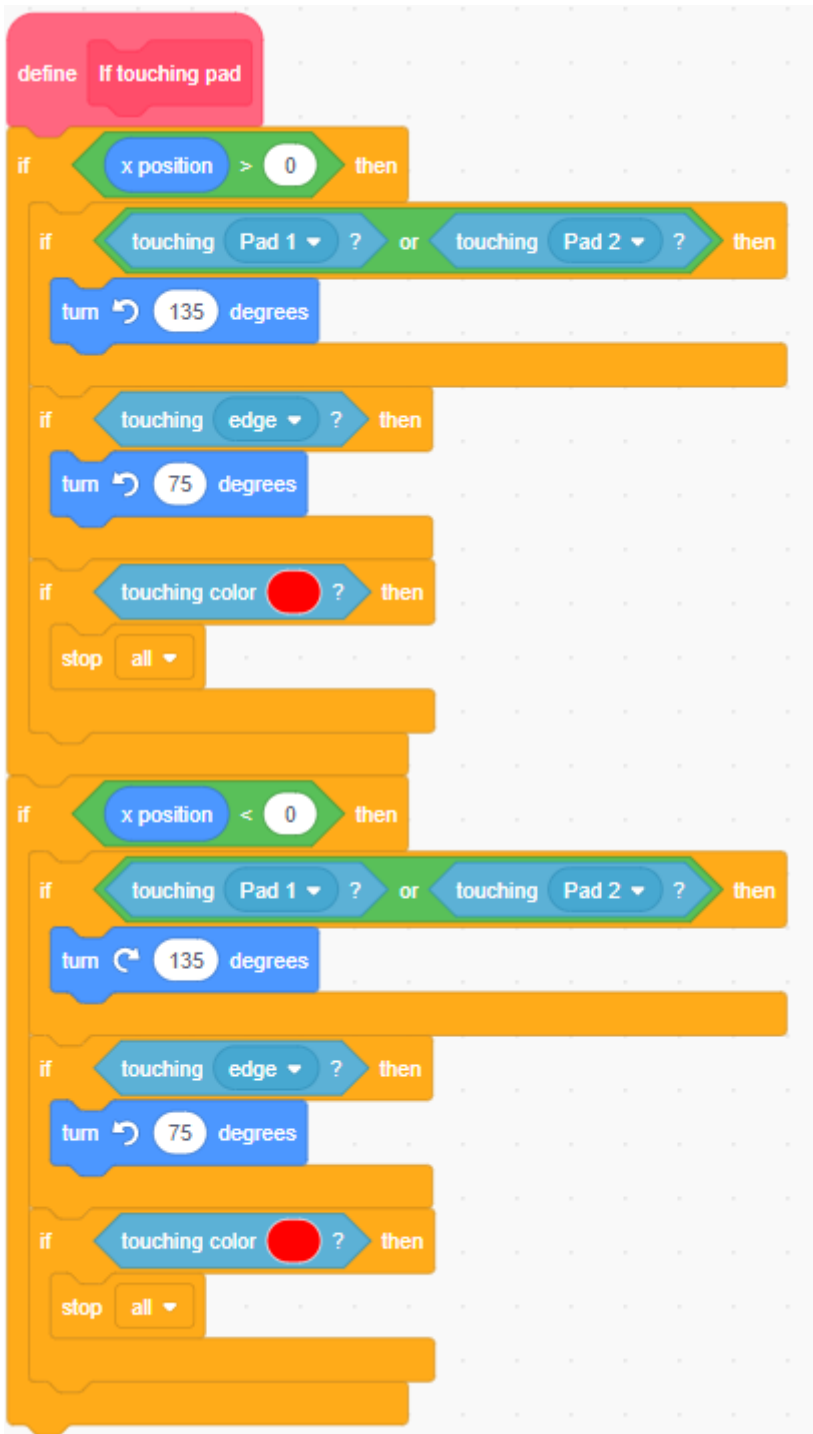 define If touching pad
if x position > 0 then
if touching Pad 1 ? or touching Pad 2 ? then
turn 135 degrees
if touching edge ? then
turn 75 degrees
if touching color ? then
stop all
if x position < 0 then
if touching Pad 1 ? or touching Pad 2 ? then
turn 135 degrees
if touching edge ? then
turn 75 degrees
if touching color ? then
stop all